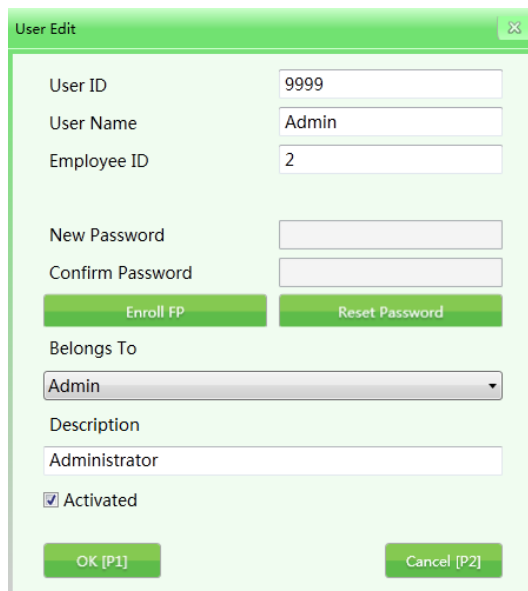 User Edit
User ID 9999
User Name Admin
Employee ID 2
New Password
Confirm Password
Enroll FP Reset Password
Belongs To
Admin
Description
Administrator
Activated
OK [P1] Cancel [P2]